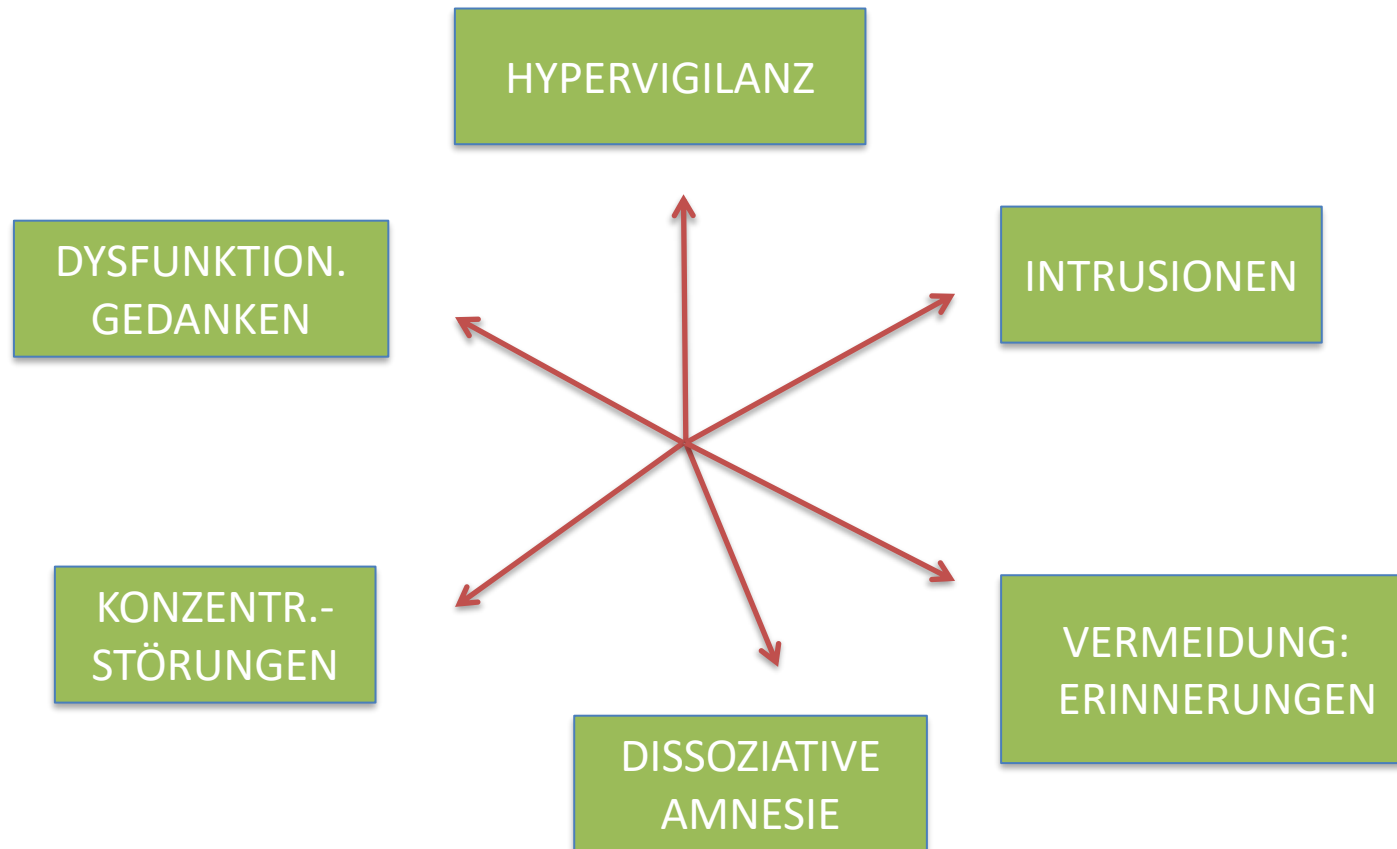 HYPERVIGILANZ
DYSFUNKTION.
GEDANKEN
INTRUSIONEN
KONZENTR.-
STÖRUNGEN
VERMEIDUNG:
ERINNERUNGEN
DISSOZIATIVE
AMNESIE